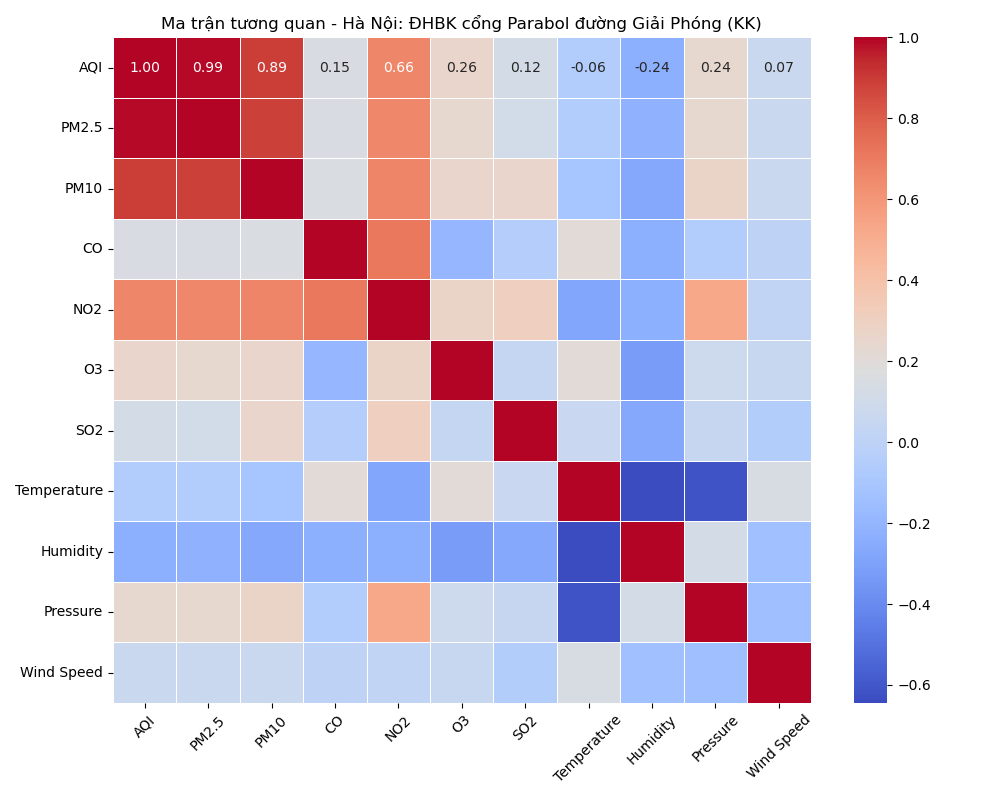 Ma trận tương quan - Hà Nội: ĐHBK cổng Parabol đường Giải Phóng (KK)
AQI 1.00 0.99 0.89 0.15 0.66 0.26 0.12 -0.06 -0.24 0.24 0.07
PM2.5
PM10
CO
NO2
O3
SO2
Temperature
Humidity
Pressure
Wind Speed
AQI PM2.5 PM10 CO NO2 O3 SO2 Temperature Humidity Pressure Wind Speed
1.0
0.8
0.6
0.4
0.2
0.0
−0.2
−0.4
−0.6